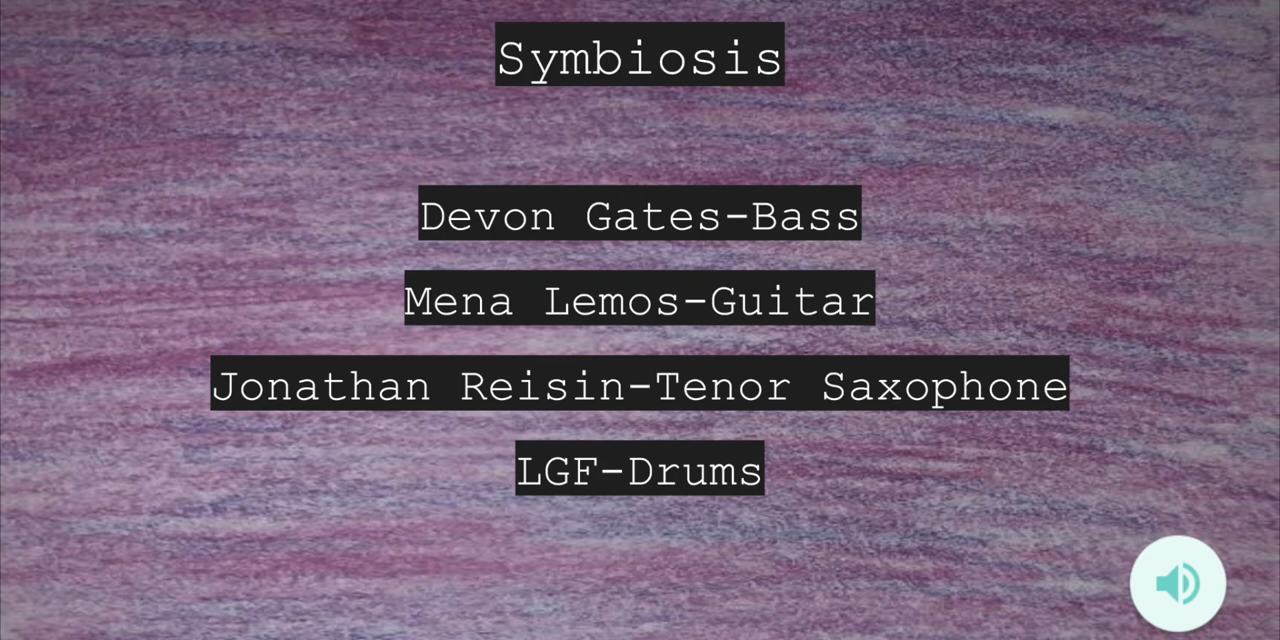 Symbiosis
Devon Gates-Bass
Mena Lemos-Guitar
Jonathan Reisin-Tenor Saxophone
LGF-Drums